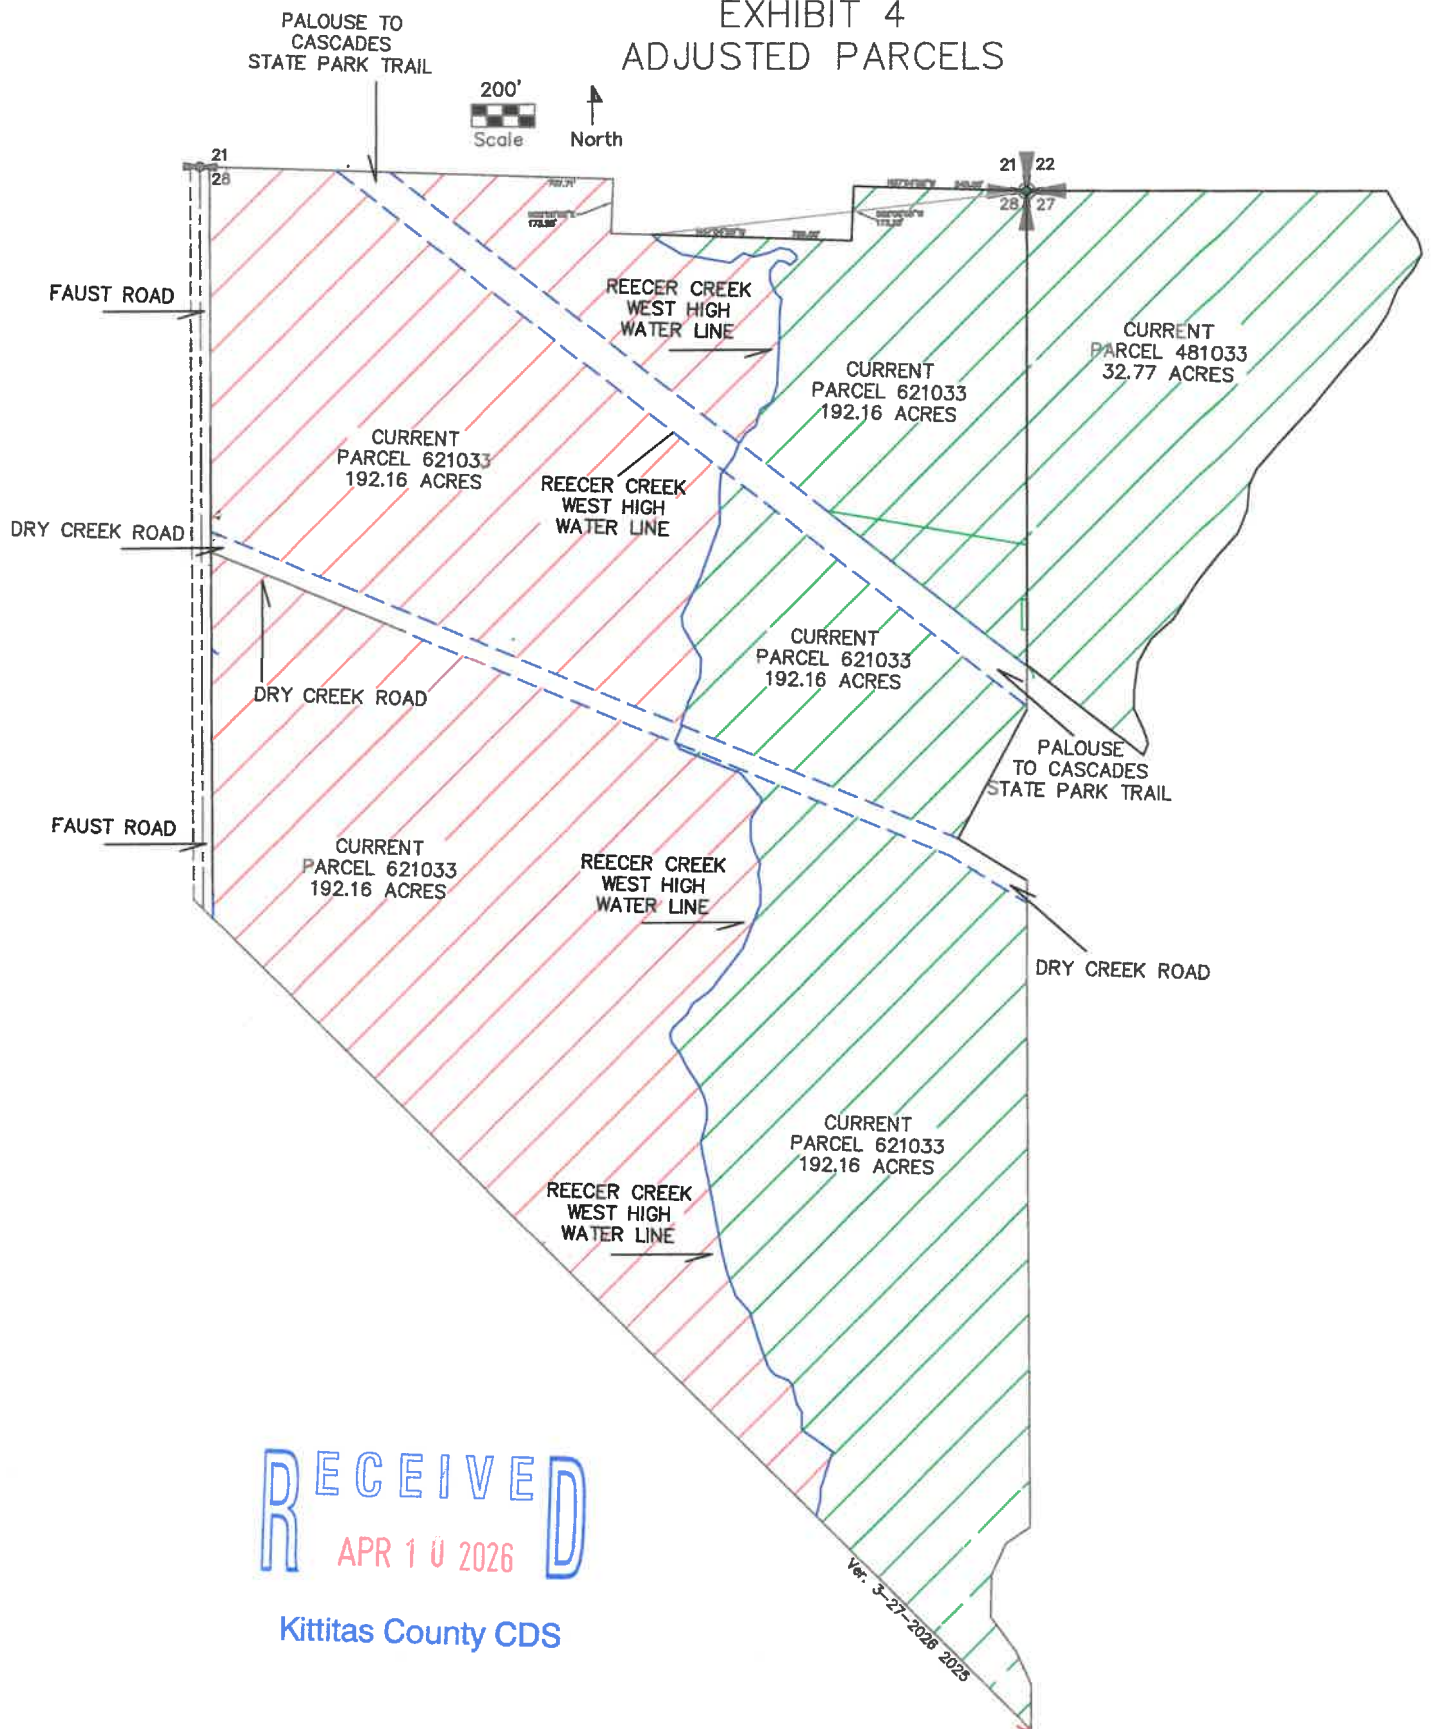 EXHIBIT 4
ADJUSTED PARCELS
PALOUSE TO
CASCADES
STATE PARK TRAIL
200'
Scale
North
21
28
21 22
28 27
FAUST ROAD
REECER CREEK
WEST HIGH
WATER LINE
CURRENT
PARCEL 481033
32.77 ACRES
CURRENT
PARCEL 621033
192.16 ACRES
CURRENT
PARCEL 621033
192.16 ACRES
REECER CREEK
WEST HIGH
WATER LINE
DRY CREEK ROAD
CURRENT
PARCEL 621033
192.16 ACRES
DRY CREEK ROAD
PALOUSE
TO CASCADES
STATE PARK TRAIL
FAUST ROAD
CURRENT
PARCEL 621033
192.16 ACRES
REECER CREEK
WEST HIGH
WATER LINE
DRY CREEK ROAD
CURRENT
PARCEL 621033
192.16 ACRES
REECER CREEK
WEST HIGH
WATER LINE
RECEIVED
APR 10 2026
Kittitas County CDS
Ver. 3-27-2026 2025